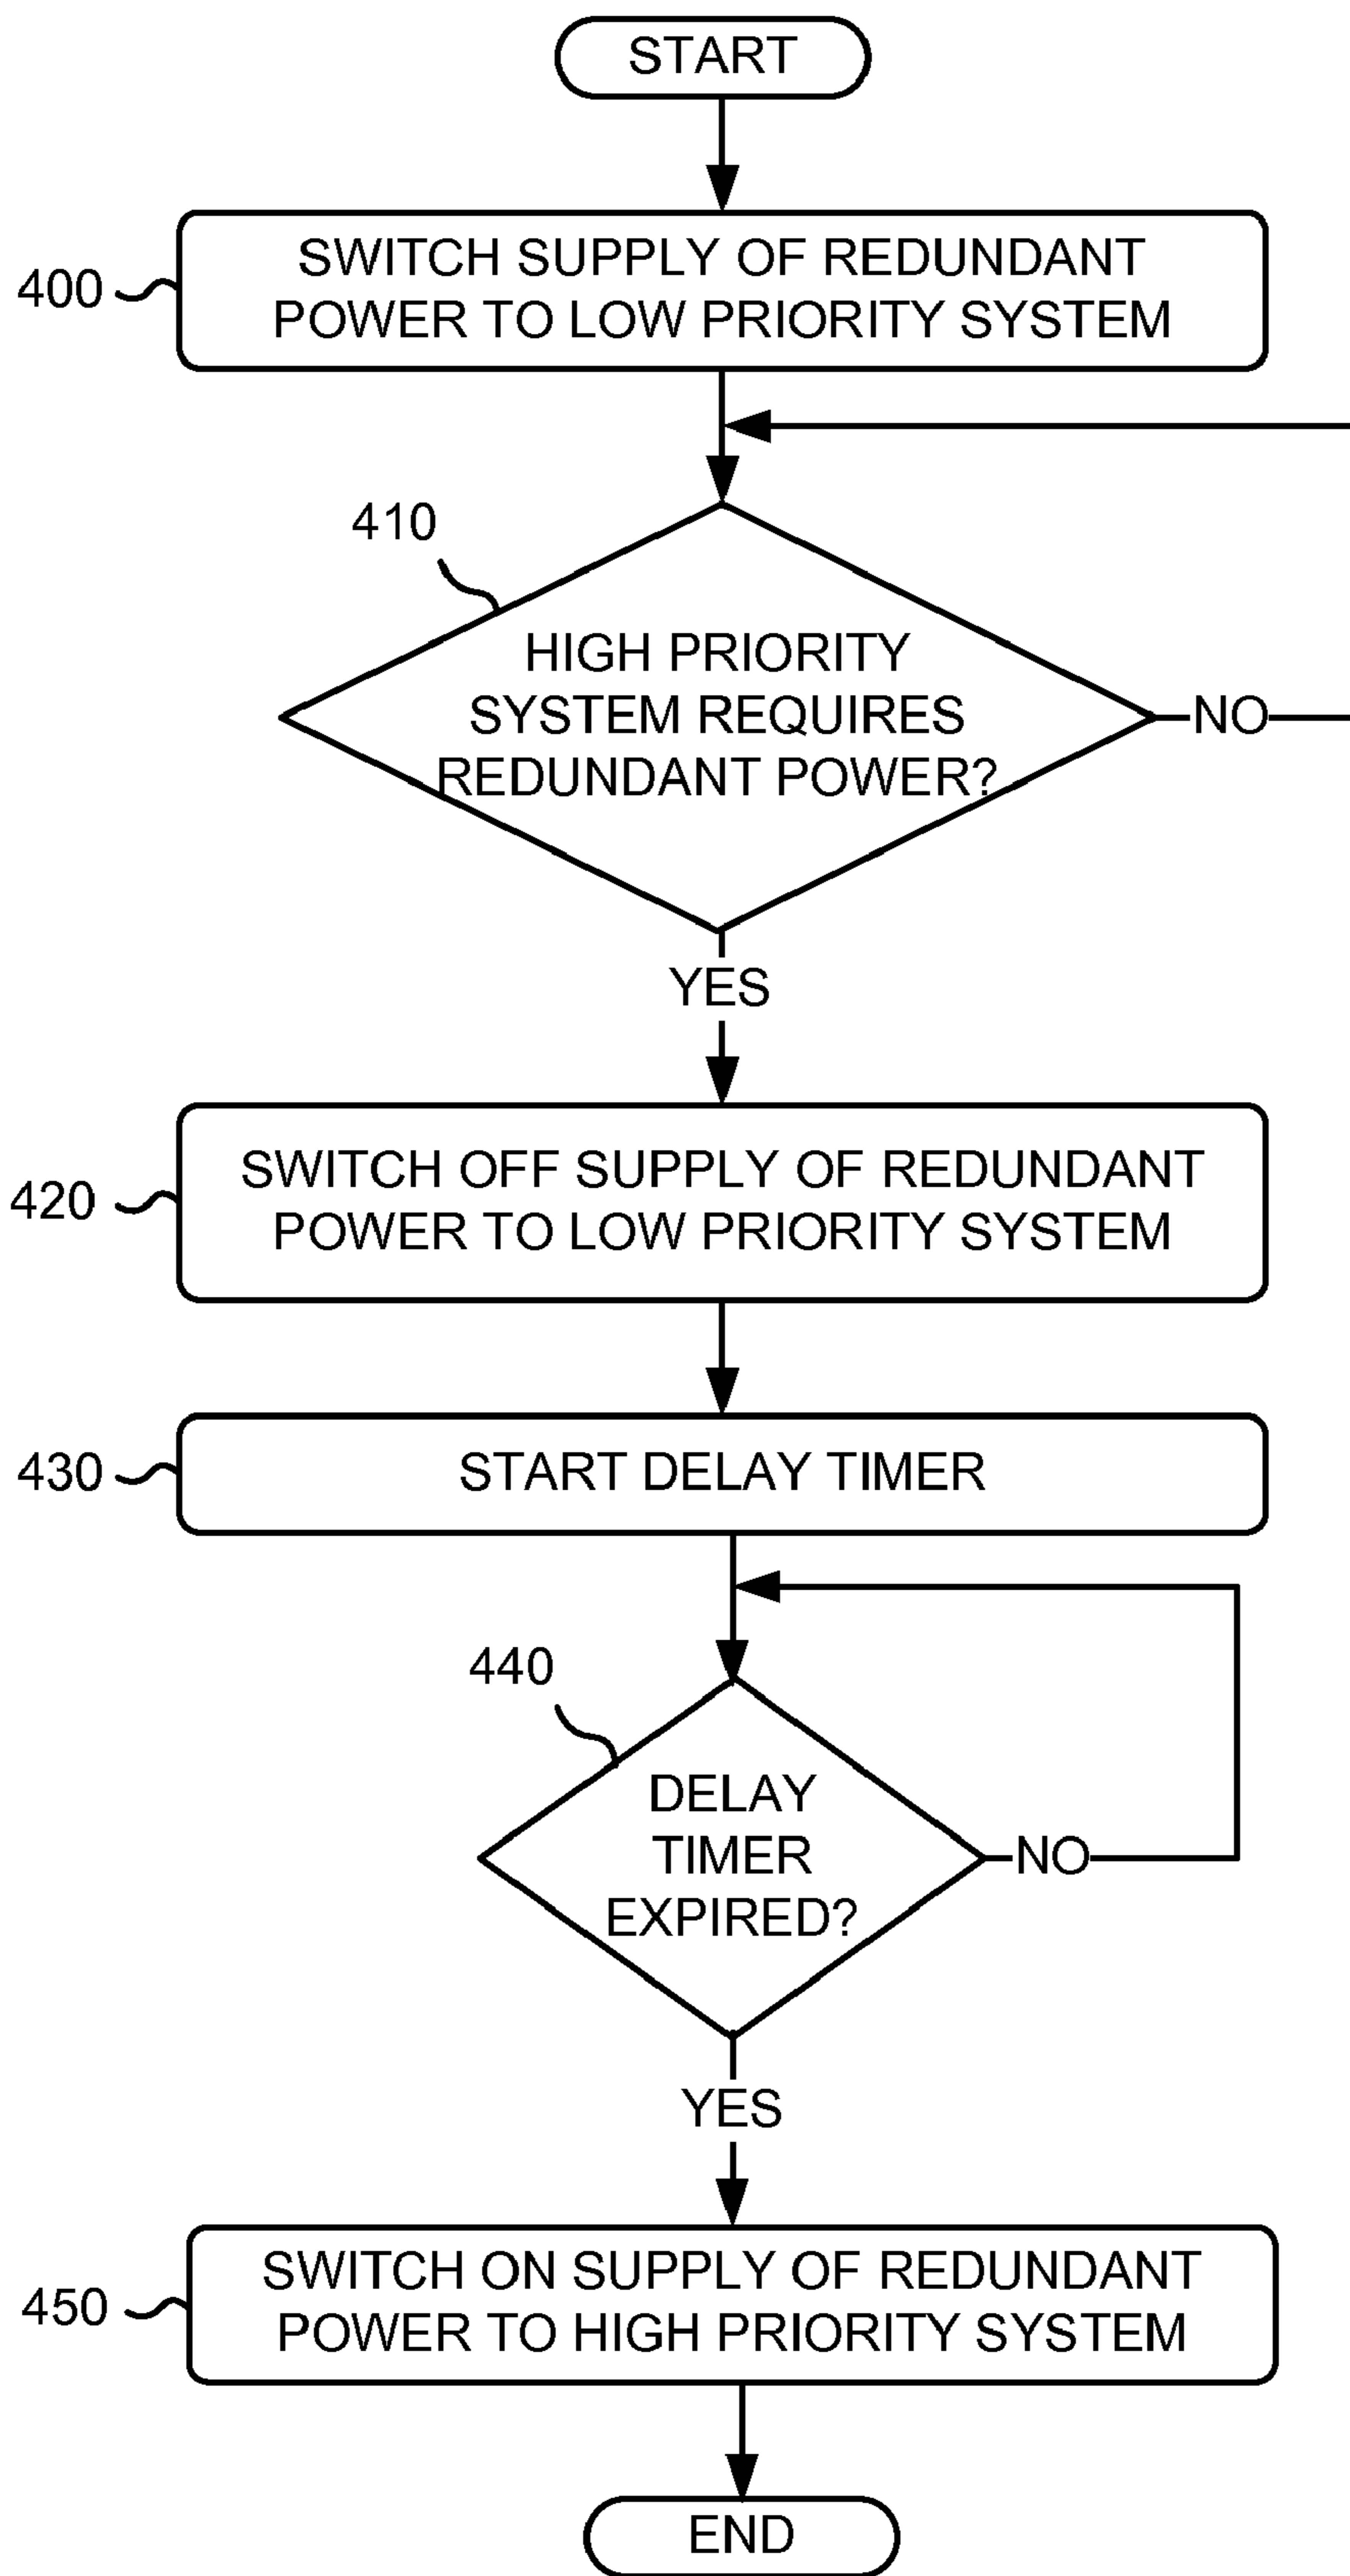 START
400
SWITCH SUPPLY OF REDUNDANT
POWER TO LOW PRIORITY SYSTEM
410
HIGH PRIORITY
SYSTEM REQUIRES
REDUNDANT POWER?
NO
YES
420
SWITCH OFF SUPPLY OF REDUNDANT
POWER TO LOW PRIORITY SYSTEM
430
START DELAY TIMER
440
DELAY
TIMER
EXPIRED?
NO
YES
450
SWITCH ON SUPPLY OF REDUNDANT
POWER TO HIGH PRIORITY SYSTEM
END